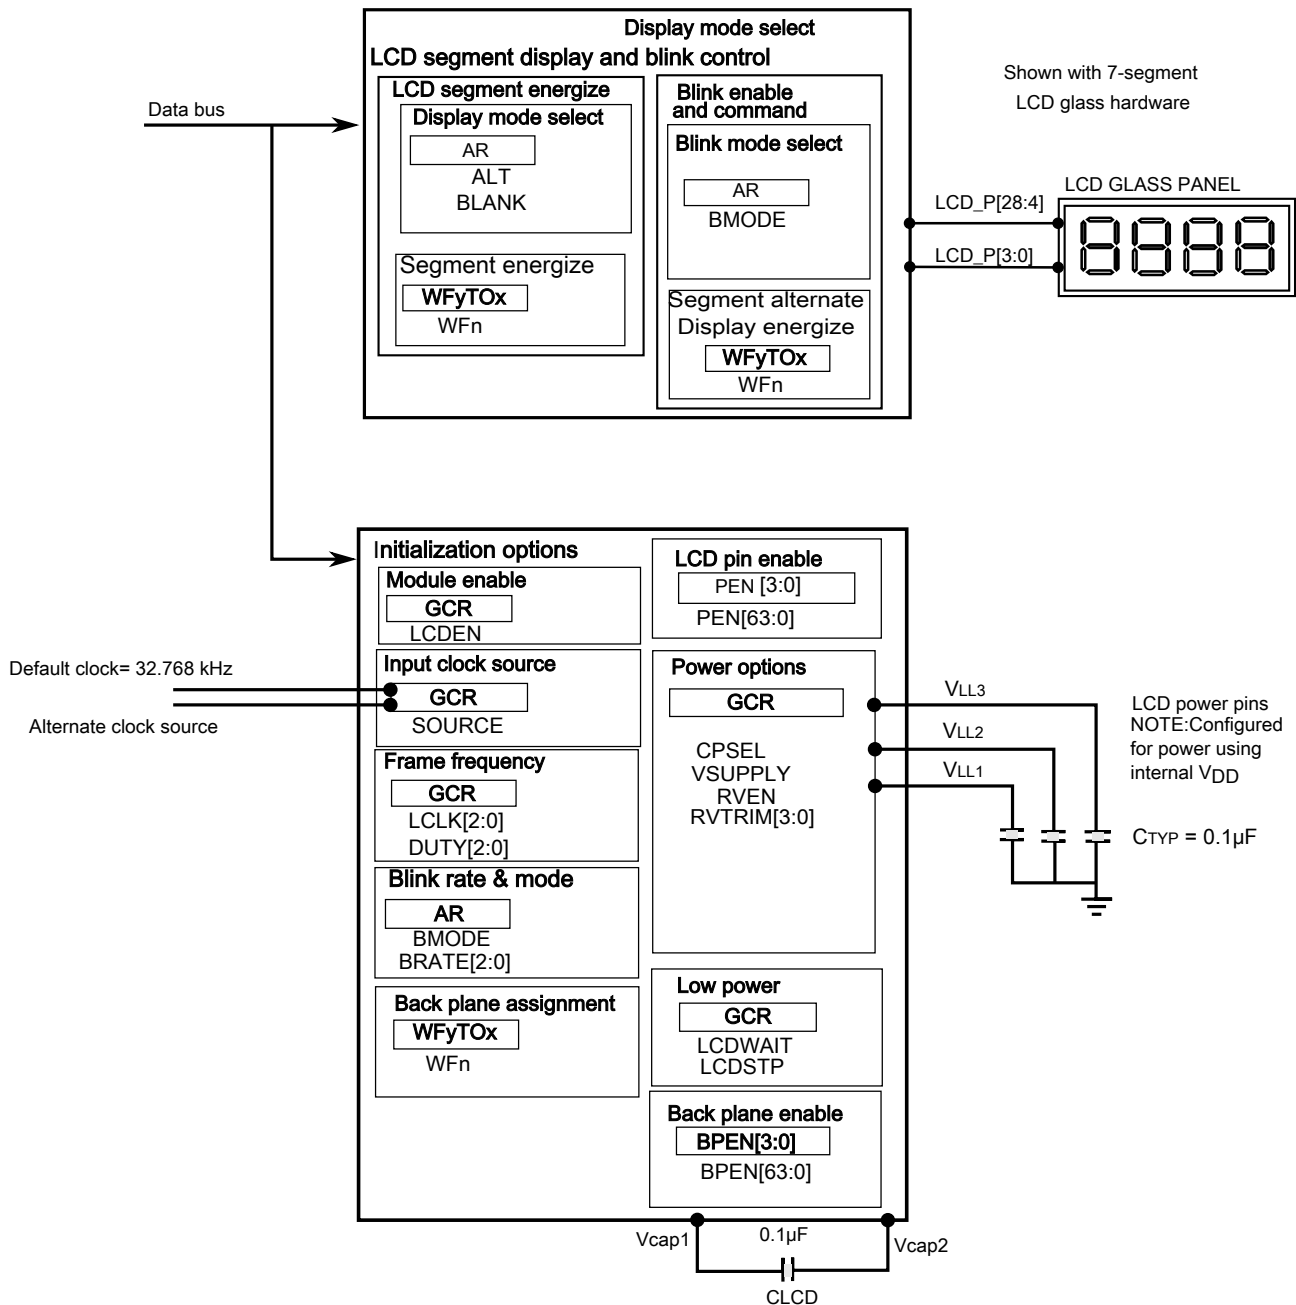 Display mode select
LCD segment display and blink control
LCD segment energize
Display mode select
AR
ALT
BLANK
Segment energize
WFyTOx
WFn
Blink enable
and command
Blink mode select
AR
BMODE
Segment alternate
Display energize
WFyTOx
WFn
Data bus
Shown with 7-segment
LCD glass hardware
LCD GLASS PANEL
LCD_P[28:4]
LCD_P[3:0]
8888
Initialization options
Module enable
GCR
LCDEN
Input clock source
GCR
SOURCE
Default clock= 32.768 kHz
Alternate clock source
Frame frequency
GCR
LCLK[2:0]
DUTY[2:0]
Blink rate & mode
AR
BMODE
BRATE[2:0]
Back plane assignment
WFyTOx
WFn
LCD pin enable
PEN [3:0]
PEN[63:0]
Power options
GCR
CPSEL
VSUPPLY
RVEN
RVTRIM[3:0]
VLL3
VLL2
VLL1
LCD power pins
NOTE:Configured
for power using
internal VDD
CTYP = 0.1µF
Low power
GCR
LCDWAIT
LCDSTP
Back plane enable
BPEN[3:0]
BPEN[63:0]
Vcap1
0.1µF
Vcap2
CLCD